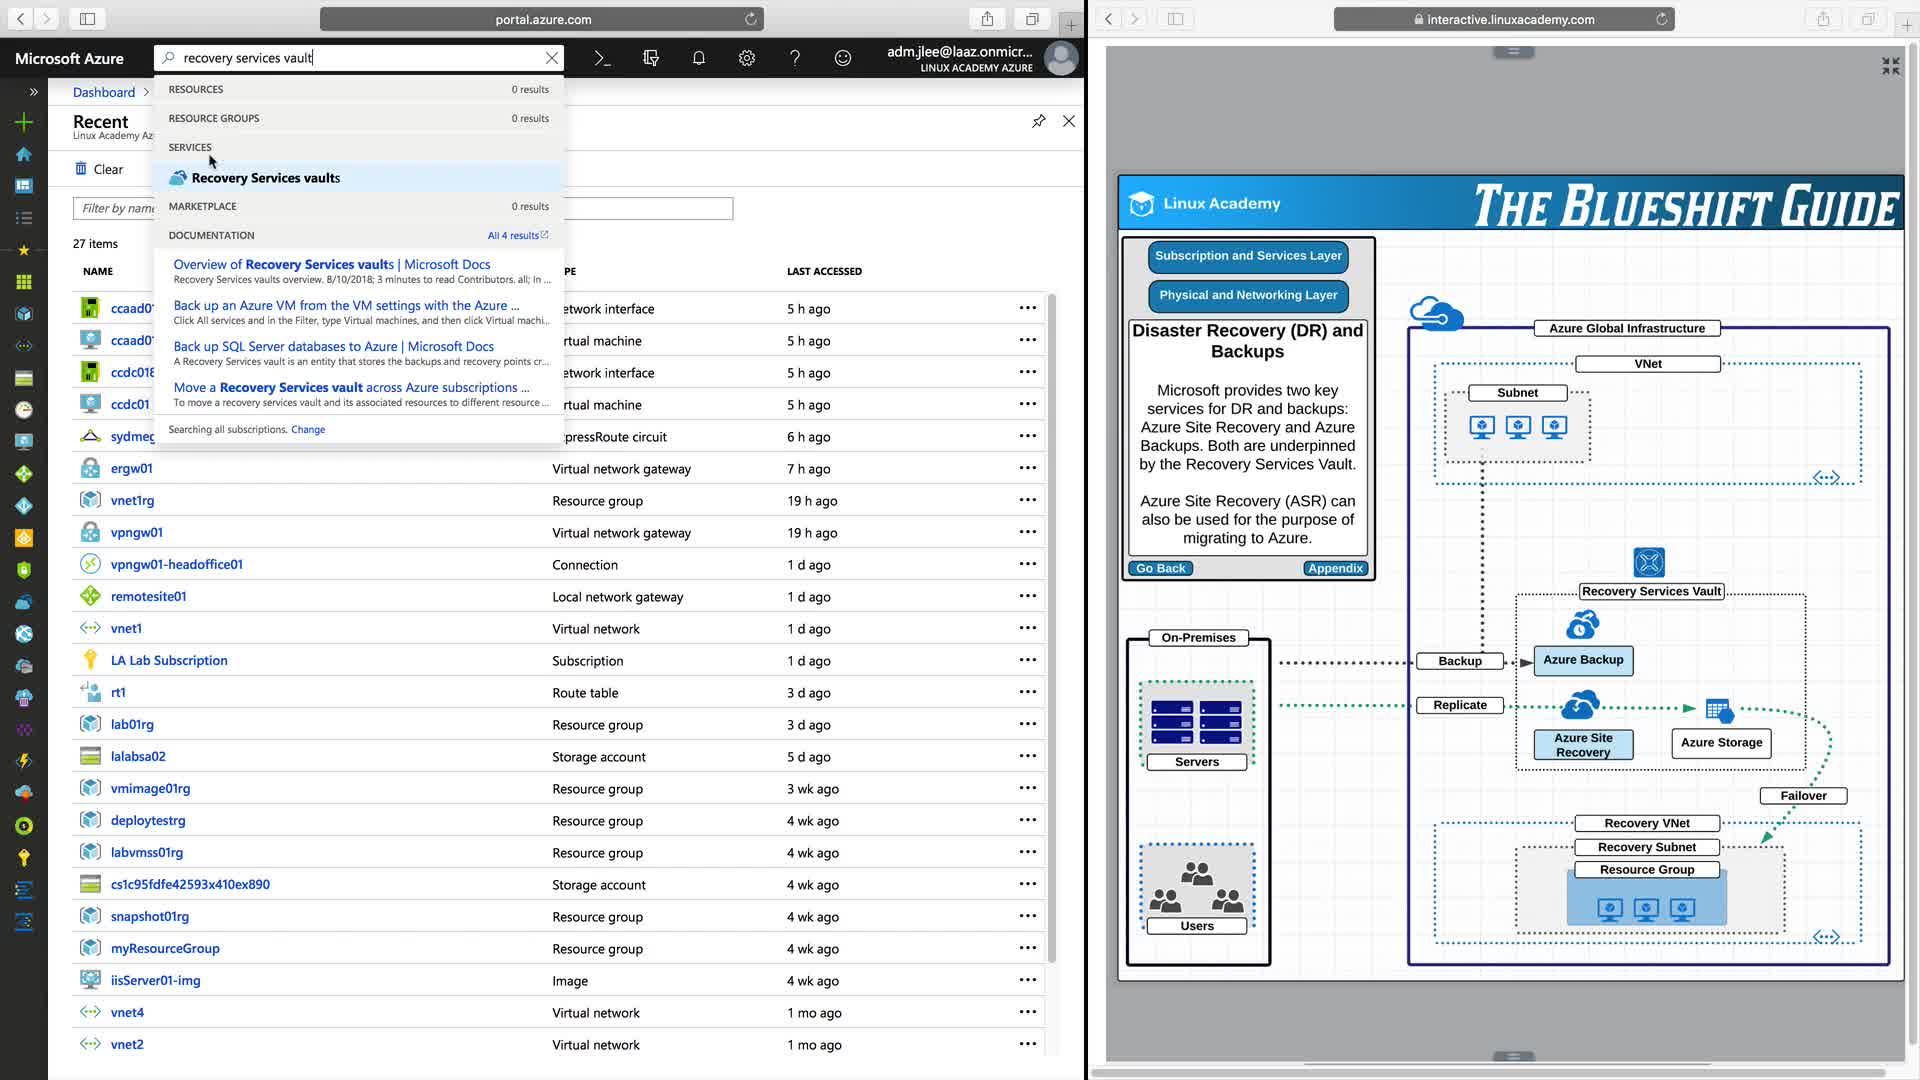 portal.azure.com
interactive.linuxacademy.com
Microsoft Azure
recovery services vault
adm.jlee@laaz.onmicr...
LINUX ACADEMY AZURE
RESOURCES
0 results
RESOURCE GROUPS
0 results
SERVICES
Recovery Services vaults
MARKETPLACE
0 results
DOCUMENTATION
All 4 results
Overview of Recovery Services vaults | Microsoft Docs
Recovery Services vaults overview. 8/10/2018; 3 minutes to read Contributors. all; In ...
Back up an Azure VM from the VM settings with the Azure ...
Click All services and in the Filter, type Virtual machines, and then click Virtual machi...
Back up SQL Server databases to Azure | Microsoft Docs
A Recovery Services vault is an entity that stores the backups and recovery points cr...
Move a Recovery Services vault across Azure subscriptions ...
To move a recovery services vault and its associated resources to different resource ...
Searching all subscriptions. Change
Dashboard
Recent
Linux Academy Az
Clear
Filter by name
27 items
NAME
PE
LAST ACCESSED
ccaad01
etwork interface
5 h ago
ccaad0
rtual machine
5 h ago
ccdc018
etwork interface
5 h ago
ccdc01
rtual machine
5 h ago
sydmeg
pressRoute circuit
6 h ago
ergw01
Virtual network gateway
7 h ago
vnet1rg
Resource group
19 h ago
vpngw01
Virtual network gateway
19 h ago
vpngw01-headoffice01
Connection
1 d ago
remotesite01
Local network gateway
1 d ago
vnet1
Virtual network
1 d ago
LA Lab Subscription
Subscription
1 d ago
rt1
Route table
3 d ago
lab01rg
Resource group
3 d ago
lalabsa02
Storage account
5 d ago
vmimage01rg
Resource group
3 wk ago
deploytestrg
Resource group
4 wk ago
labvmss01rg
Resource group
4 wk ago
cs1c95fdfe42593x410ex890
Storage account
4 wk ago
snapshot01rg
Resource group
4 wk ago
myResourceGroup
Resource group
4 wk ago
iisServer01-img
Image
4 wk ago
vnet4
Virtual network
1 mo ago
vnet2
Virtual network
1 mo ago
Linux Academy
THE BLUESHIFT GUIDE
Subscription and Services Layer
Physical and Networking Layer
Disaster Recovery (DR) and
Backups
Microsoft provides two key
services for DR and backups:
Azure Site Recovery and Azure
Backups. Both are underpinned
by the Recovery Services Vault.
Azure Site Recovery (ASR) can
also be used for the purpose of
migrating to Azure.
Go Back
Appendix
On-Premises
Servers
Users
Azure Global Infrastructure
VNet
Subnet
Recovery Services Vault
Backup
Azure Backup
Replicate
Azure Site
Recovery
Azure Storage
Failover
Recovery VNet
Recovery Subnet
Resource Group